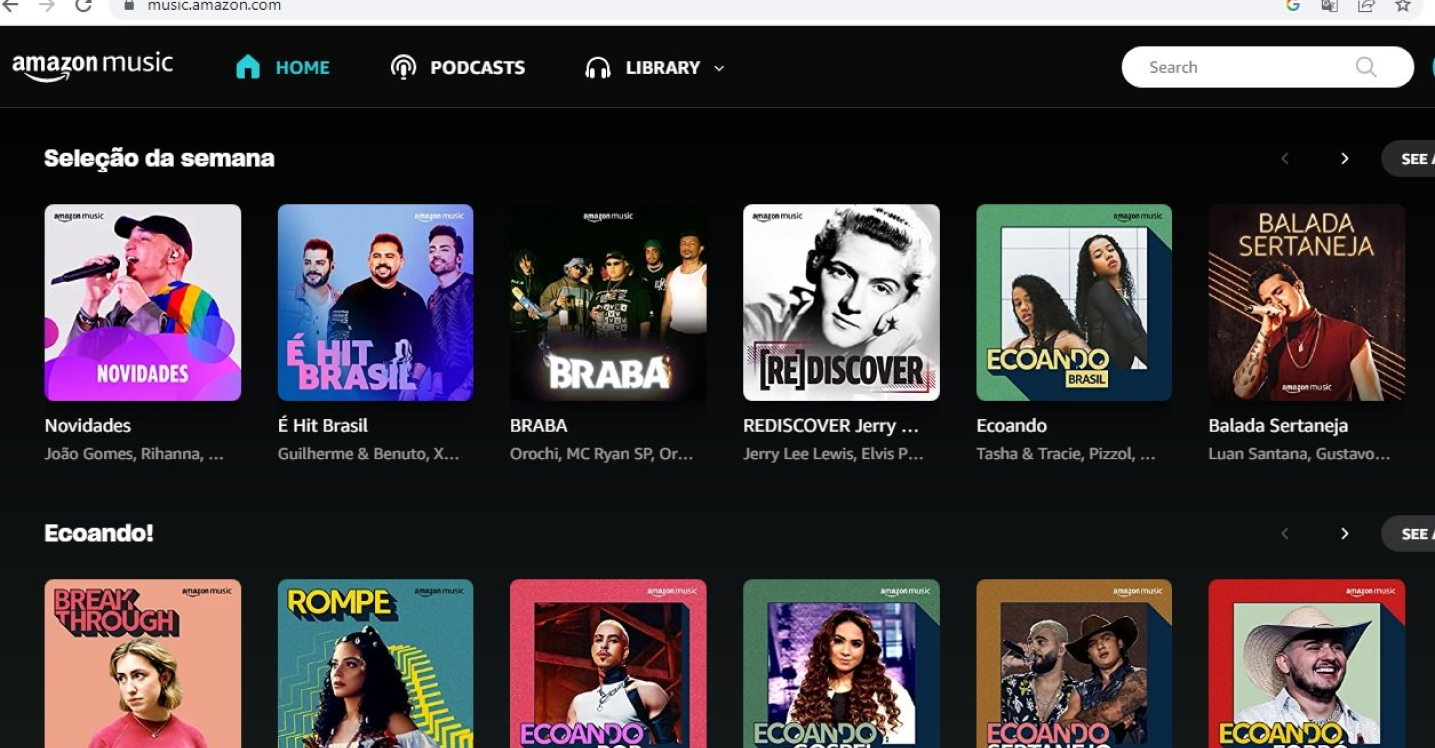 music.amazon.com
amazon music
HOME
PODCASTS
LIBRARY
Search
Seleção da semana
SEE
amazon music
NOVIDADES
Novidades
João Gomes, Rihanna, ...
amazon music
É HIT
BRASIL
É Hit Brasil
Guilherme & Benuto, X...
amazon music
BRABA
BRABA
Orochi, MC Ryan SP, Or...
amazon music
[RE]DISCOVER
REDISCOVER Jerry ...
Jerry Lee Lewis, Elvis P...
amazon music
ECOANDO
BRASIL
Ecoando
Tasha & Tracie, Pizzol, ...
BALADA
SERTANEJA
amazon music
Balada Sertaneja
Luan Santana, Gustavo...
Ecoando!
SEE
BREAK
THROUGH
amazon music
ROMPE
amazon music
amazon music
ECOANDO
POP
amazon music
ECOANDO
GOSPEL
amazon music
ECOANDO
SERTANEJO
amazon music
ECOANDO